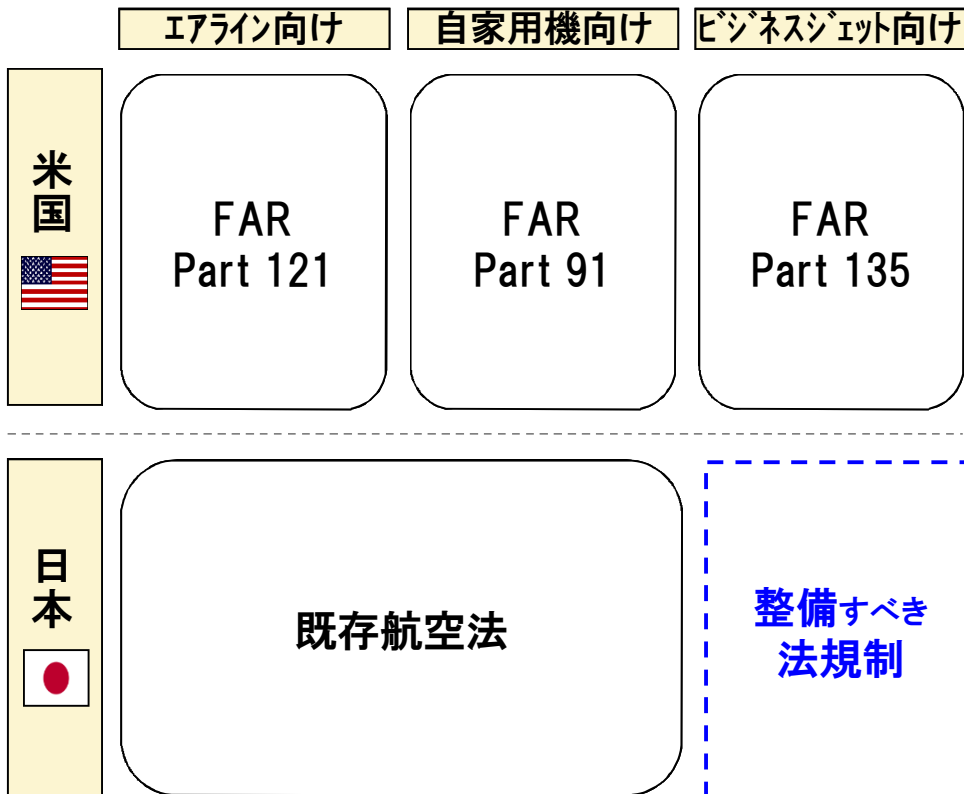 エアライン向け
自家用機向け
ビジネスジェット向け
米国
FAR
Part 121
FAR
Part 91
FAR
Part 135
日本
既存航空法
整備すべき
法規制